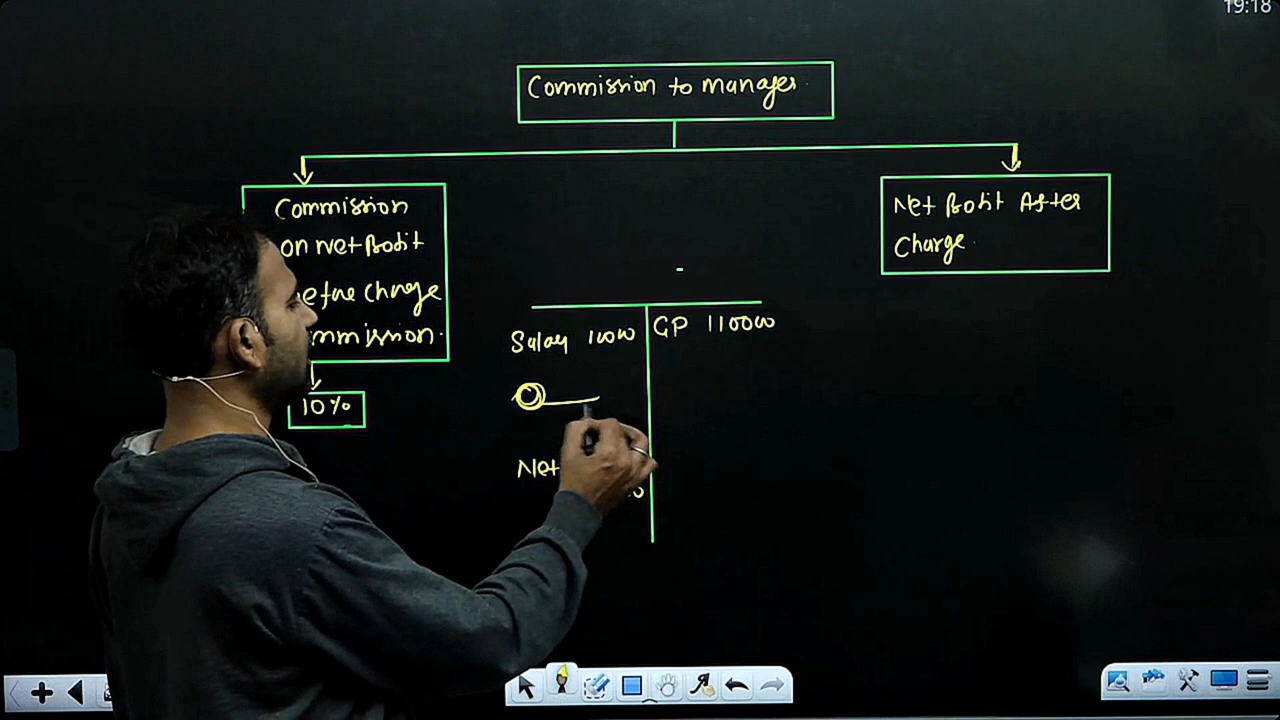 19:18
Commission to manager
Commission
on Net Profit
Charge
Commission.
10%
Net Profit After
Charge
Salary 10000
GP 110000
Net